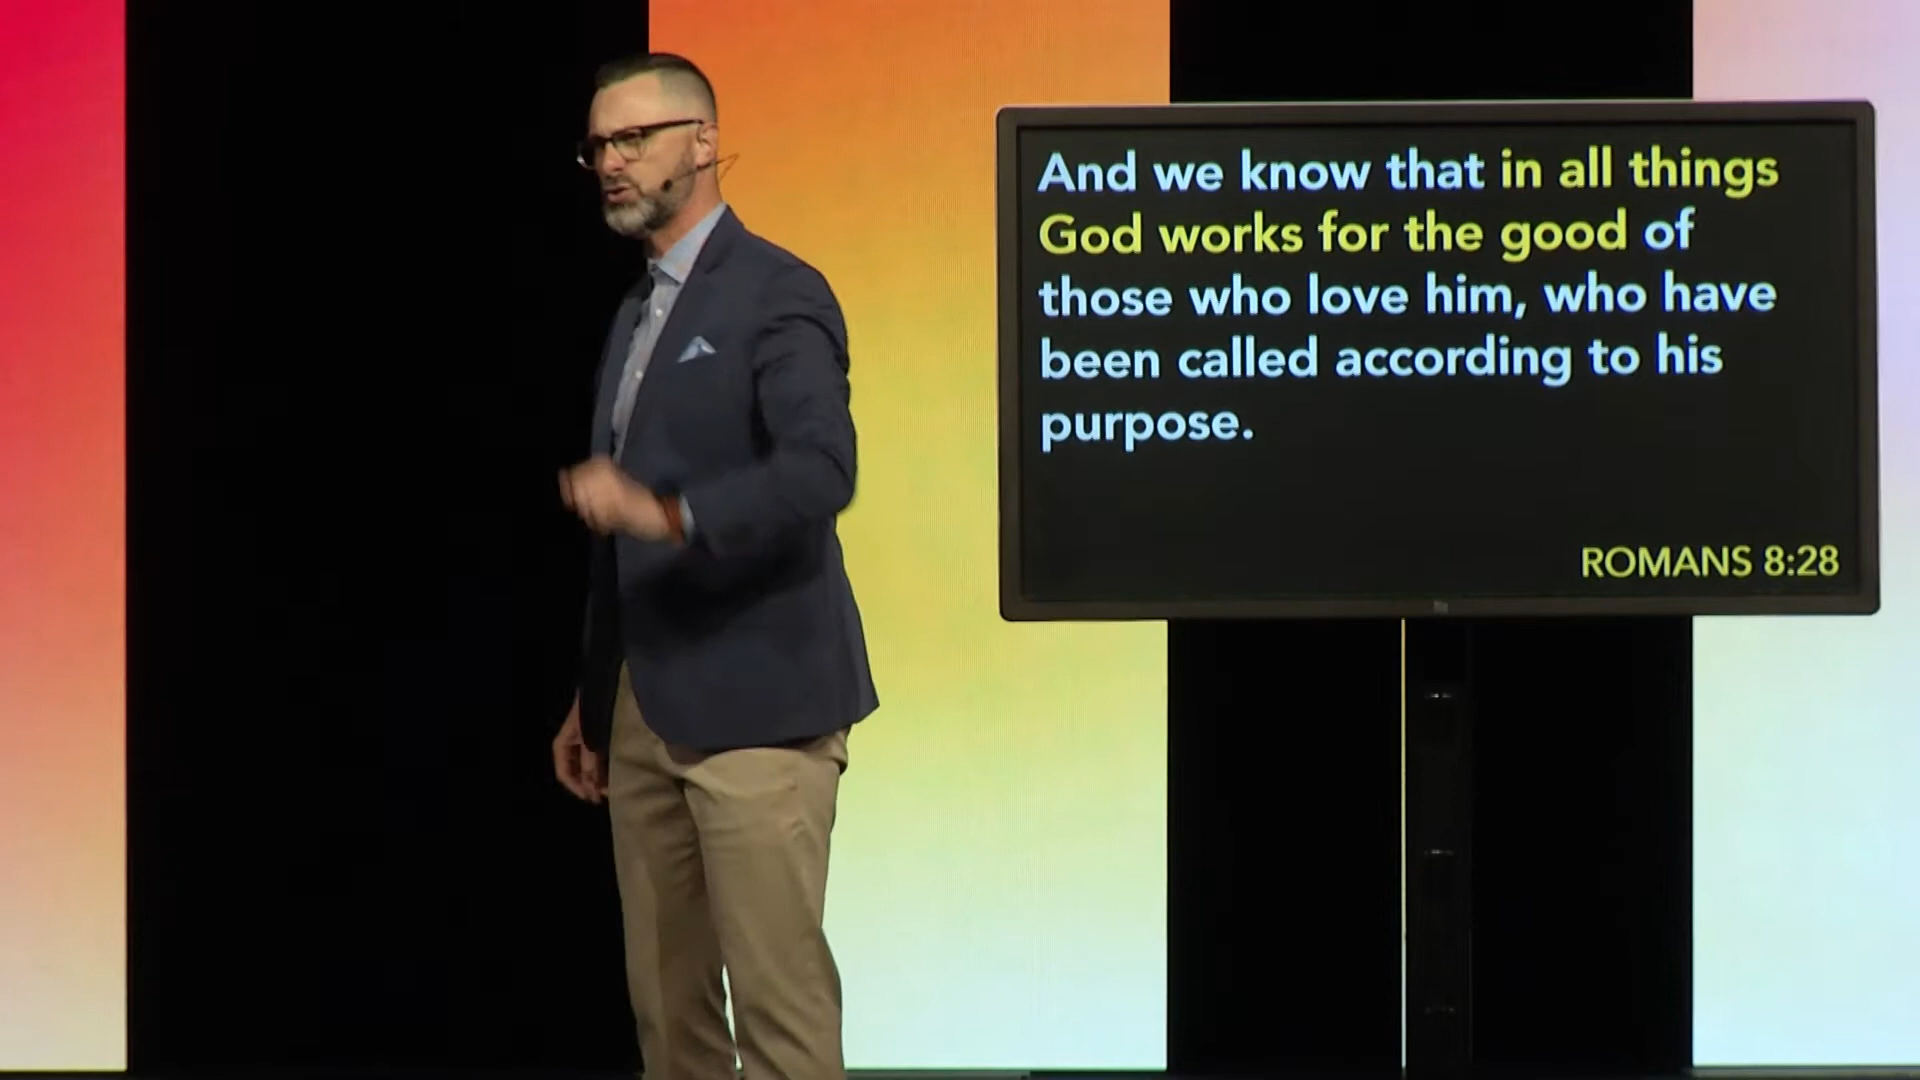 And we know that in all things
God works for the good of
those who love him, who have
been called according to his
purpose.
ROMANS 8:28